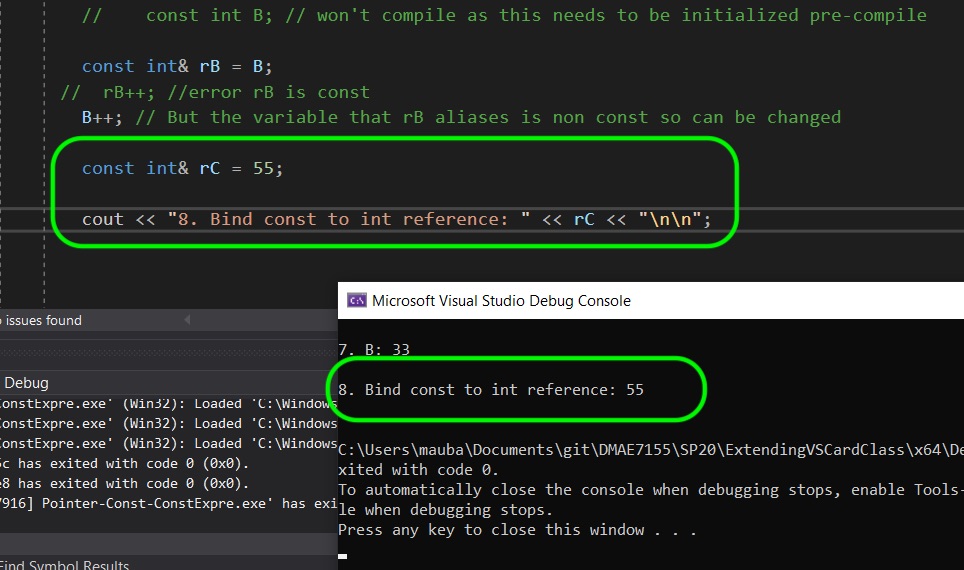 //    const int B; // won't compile as this needs to be initialized pre-compile
const int& rB = B;
//  rB++; //error rB is const
B++; // But the variable that rB aliases is non const so can be changed
const int& rC = 55;
cout << "8. Bind const to int reference: " << rC << "\n\n";
issues found
Debug
ConstExpre.exe' (Win32): Loaded 'C:\Windows
ConstExpre.exe' (Win32): Loaded 'C:\Windows
ConstExpre.exe' (Win32): Loaded 'C:\Windows
c has exited with code 0 (0x0).
e8 has exited with code 0 (0x0).
7916] Pointer-Const-ConstExpre.exe' has exi
Find Symbol Results
C:\ Microsoft Visual Studio Debug Console
7. B: 33
8. Bind const to int reference: 55
C:\Users\mauba\Documents\git\DMAE7155\SP20\ExtendingVSCardClass\x64\De
xited with code 0.
To automatically close the console when debugging stops, enable Tools-
le when debugging stops.
Press any key to close this window . . .